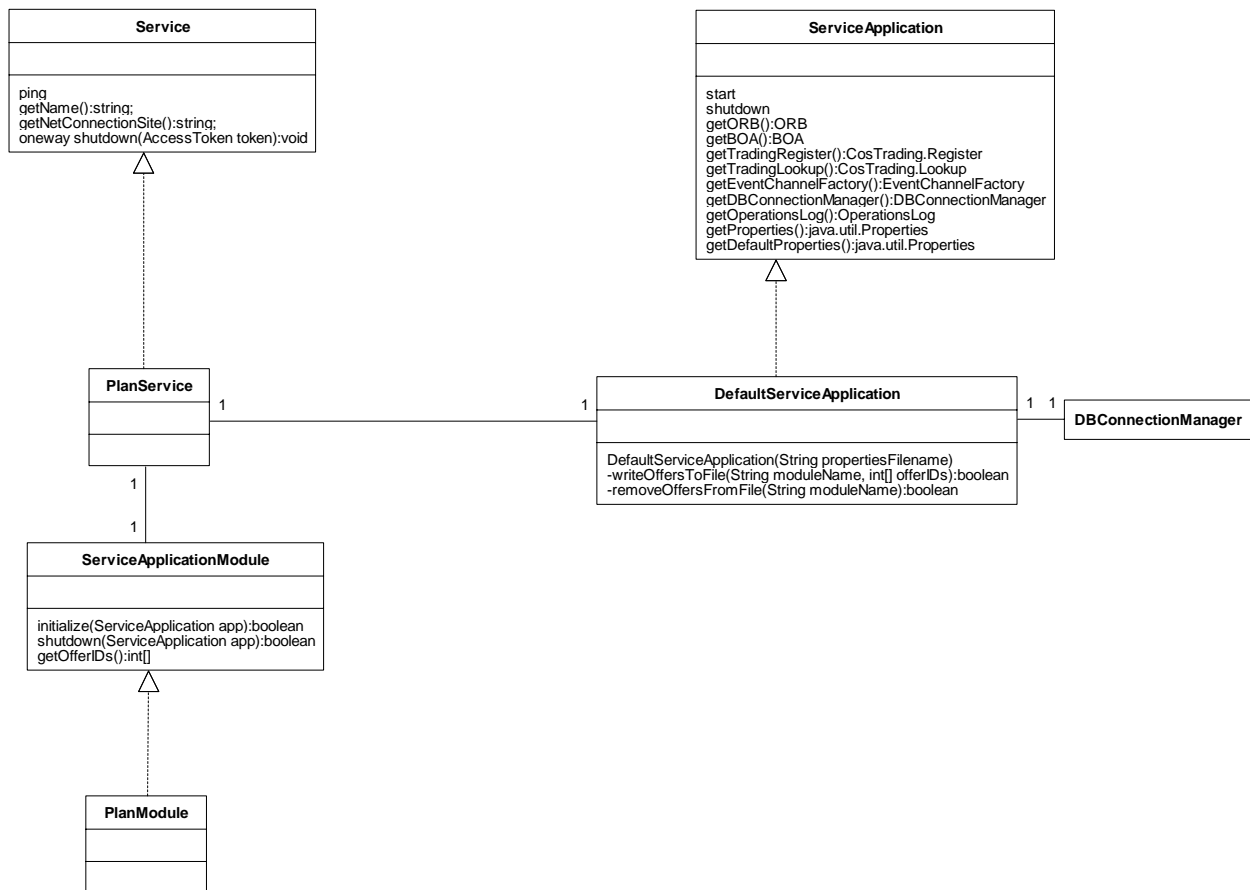 Service
ping
getName():string;
getNetConnectionSite():string;
oneway shutdown(AccessToken token):void
ServiceApplication
start
shutdown
getORB():ORB
getBOA():BOA
getTradingRegister():CosTrading.Register
getTradingLookup():CosTrading.Lookup
getEventChannelFactory():EventChannelFactory
getDBConnectionManager():DBConnectionManager
getOperationsLog():OperationsLog
getProperties():java.util.Properties
getDefaultProperties():java.util.Properties
PlanService
1
1
DefaultServiceApplication
DefaultServiceApplication(String propertiesFilename)
-writeOffersToFile(String moduleName, int[] offerIDs):boolean
-removeOffersFromFile(String moduleName):boolean
1 1
DBConnectionManager
1
1
ServiceApplicationModule
initialize(ServiceApplication app):boolean
shutdown(ServiceApplication app):boolean
getOfferIDs():int[]
PlanModule